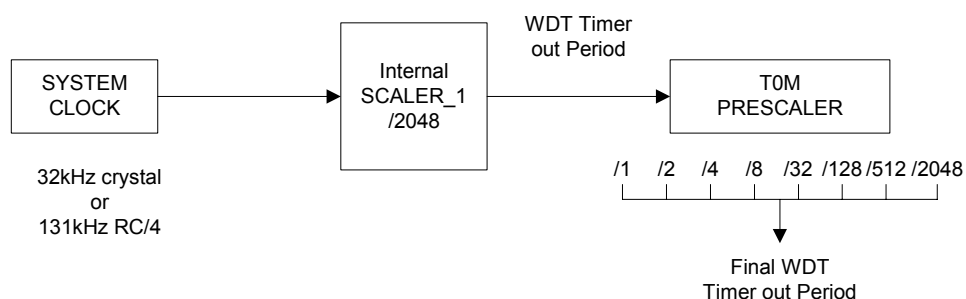 WDT Timer
out Period
SYSTEM
CLOCK
Internal
SCALER_1
/2048
T0M
PRESCALER
32kHz crystal
or
131kHz RC/4
/1 /2 /4 /8 /32 /128 /512 /2048
Final WDT
Timer out Period